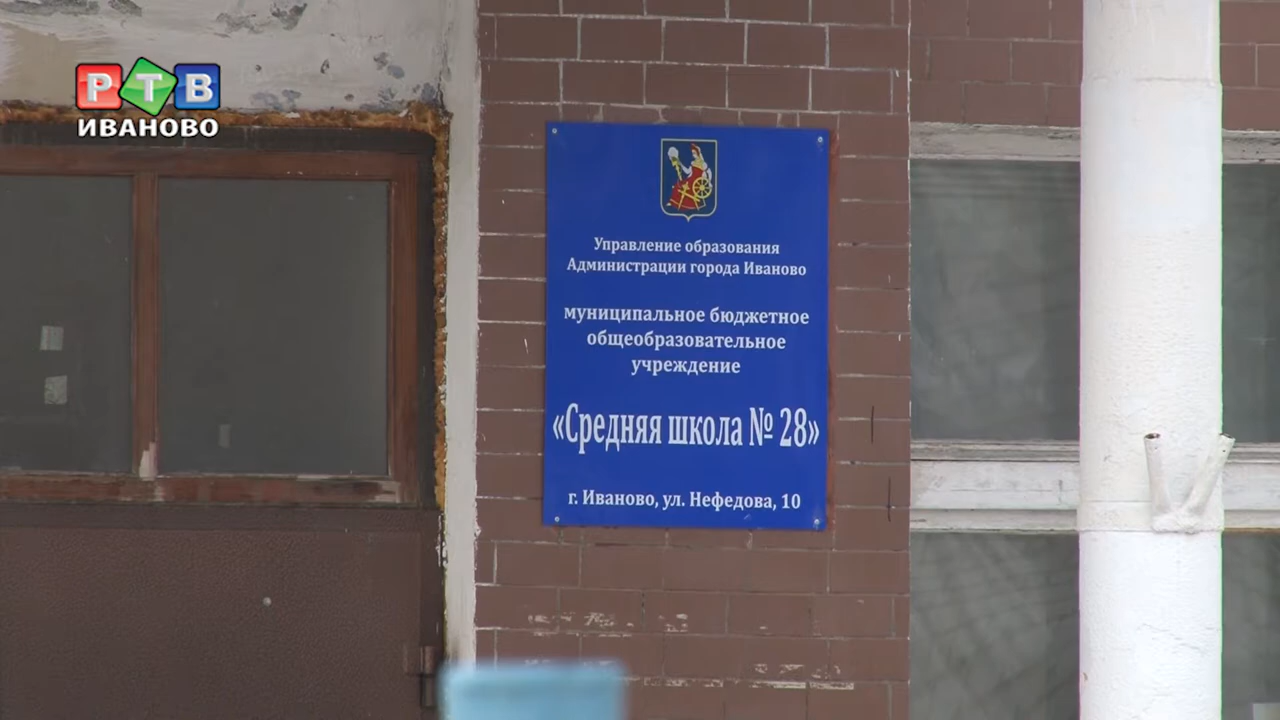 РТВ
ИВАНОВО
Управление образования
Администрации города Иваново
муниципальное бюджетное
общеобразовательное
учреждение
«Средняя школа № 28»
г. Иваново, ул. Нефедова, 10